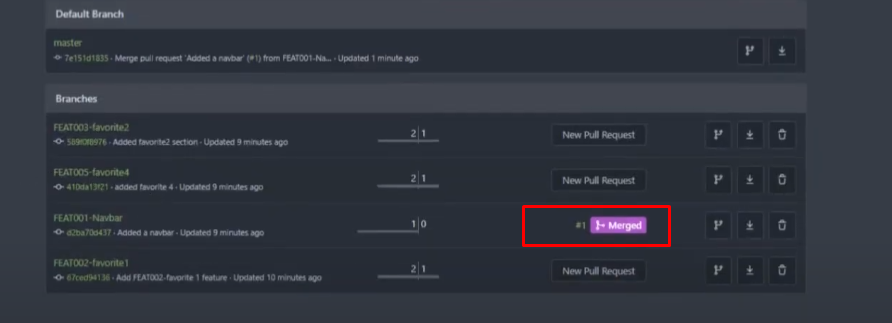 Default Branch
master
7e151d1835 · Merge pull request 'Added a navbar' (#1) from FEAT001-Na... · Updated 1 minute ago
Branches
FEAT003-favorite2
2 1
New Pull Request
Added favorite2 section · Updated 9 minutes ago
FEAT005-favorite4
2 1
New Pull Request
410da13f21 · added favorite 4 · Updated 9 minutes ago
FEAT001-Navbar
1 0
#1 Merged
d2ba70d437 · Added a navbar · Updated 9 minutes ago
FEAT002-favorite1
2 1
New Pull Request
67ced94136 · Add FEAT002-favorite 1 feature · Updated 10 minutes ago